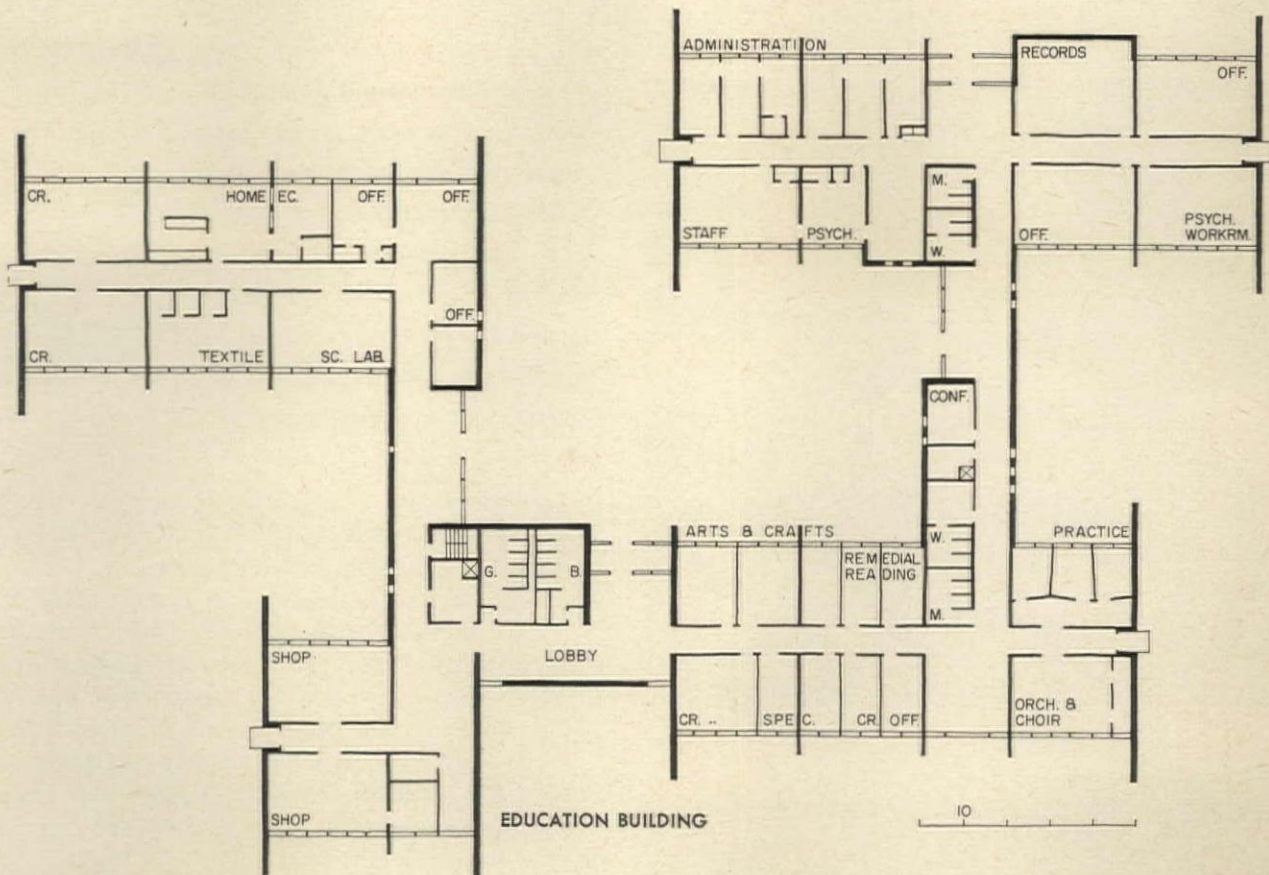 ADMINISTRATION
RECORDS
OFF.
CR.
HOME EC.
OFF.
OFF.
M.
STAFF
PSYCH.
W.
OFF.
PSYCH.
WORKRM.
OFF.
CR.
TEXTILE
SC. LAB.
CONF.
ARTS & CRAFTS
PRACTICE
G.
B.
REMEDIAL
READING
W.
M.
SHOP
LOBBY
CR.
SPEC.
CR.
OFF.
ORCH. &
CHOIR
SHOP
EDUCATION BUILDING
10